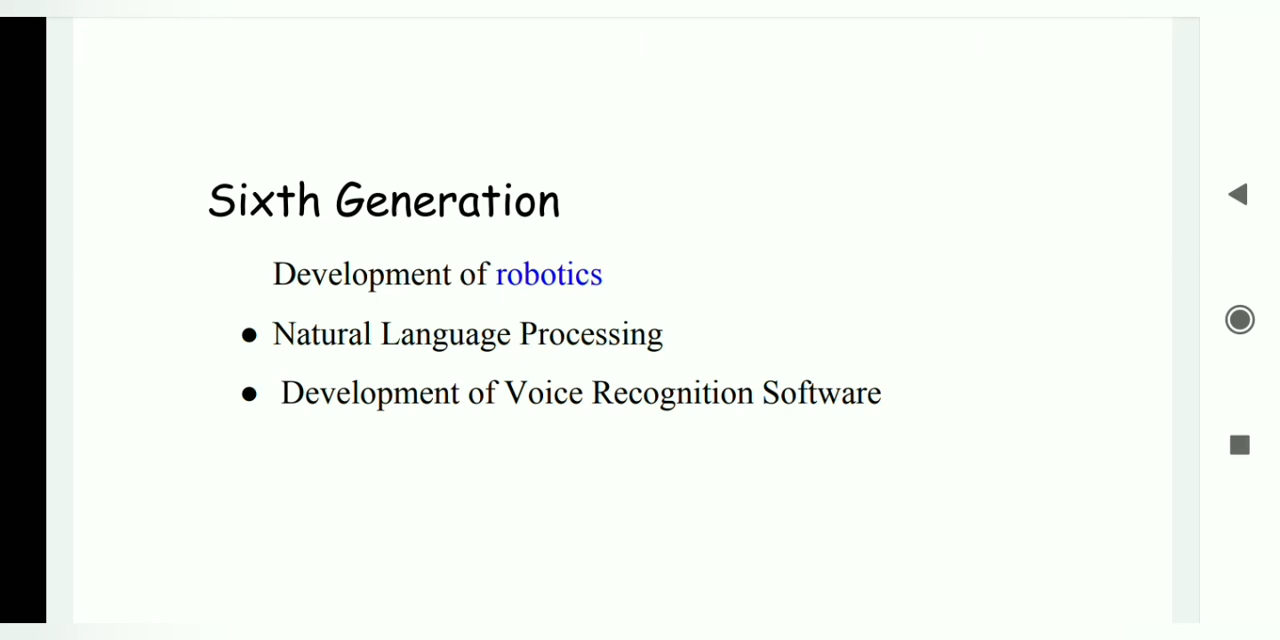 Sixth Generation
Development of robotics
● Natural Language Processing
● Development of Voice Recognition Software